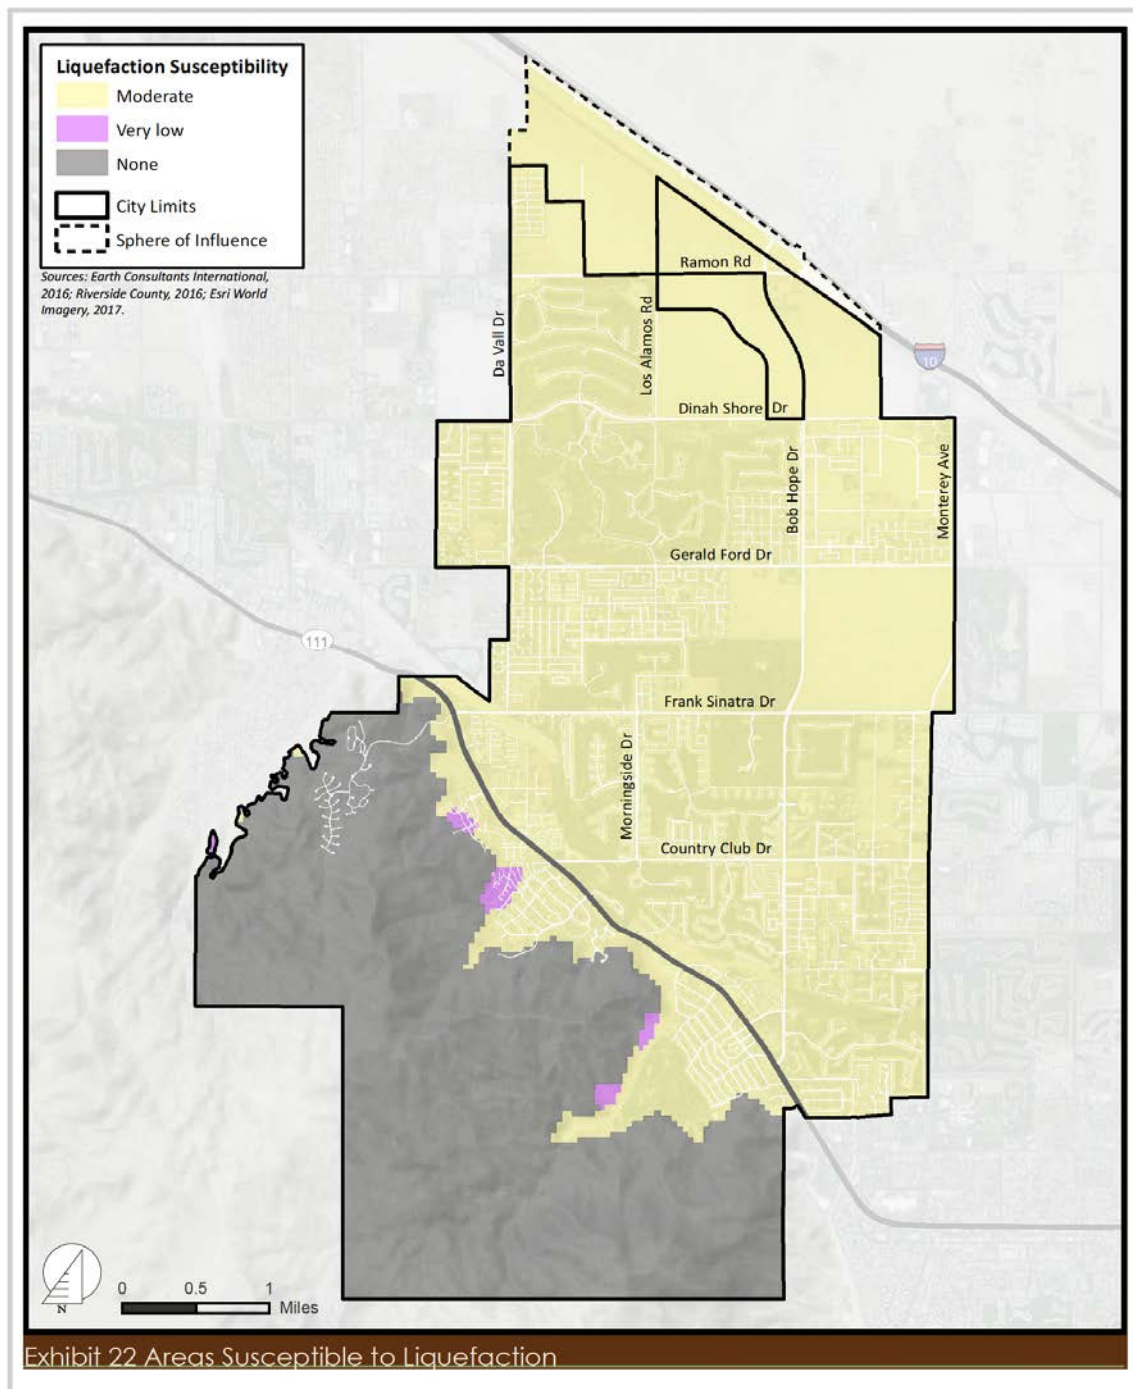 Liquefaction Susceptibility
Moderate
Very low
None
City Limits
Sphere of Influence
Sources: Earth Consultants International,
2016; Riverside County, 2016; Esri World
Imagery, 2017.
Ramon Rd
Da Vall Dr
Los Alamos Rd
10
Dinah Shore Dr
Bob Hope Dr
Monterey Ave
Gerald Ford Dr
111
Frank Sinatra Dr
Morningside Dr
Country Club Dr
N
0 0.5 1
Miles
Exhibit 22 Areas Susceptible to Liquefaction